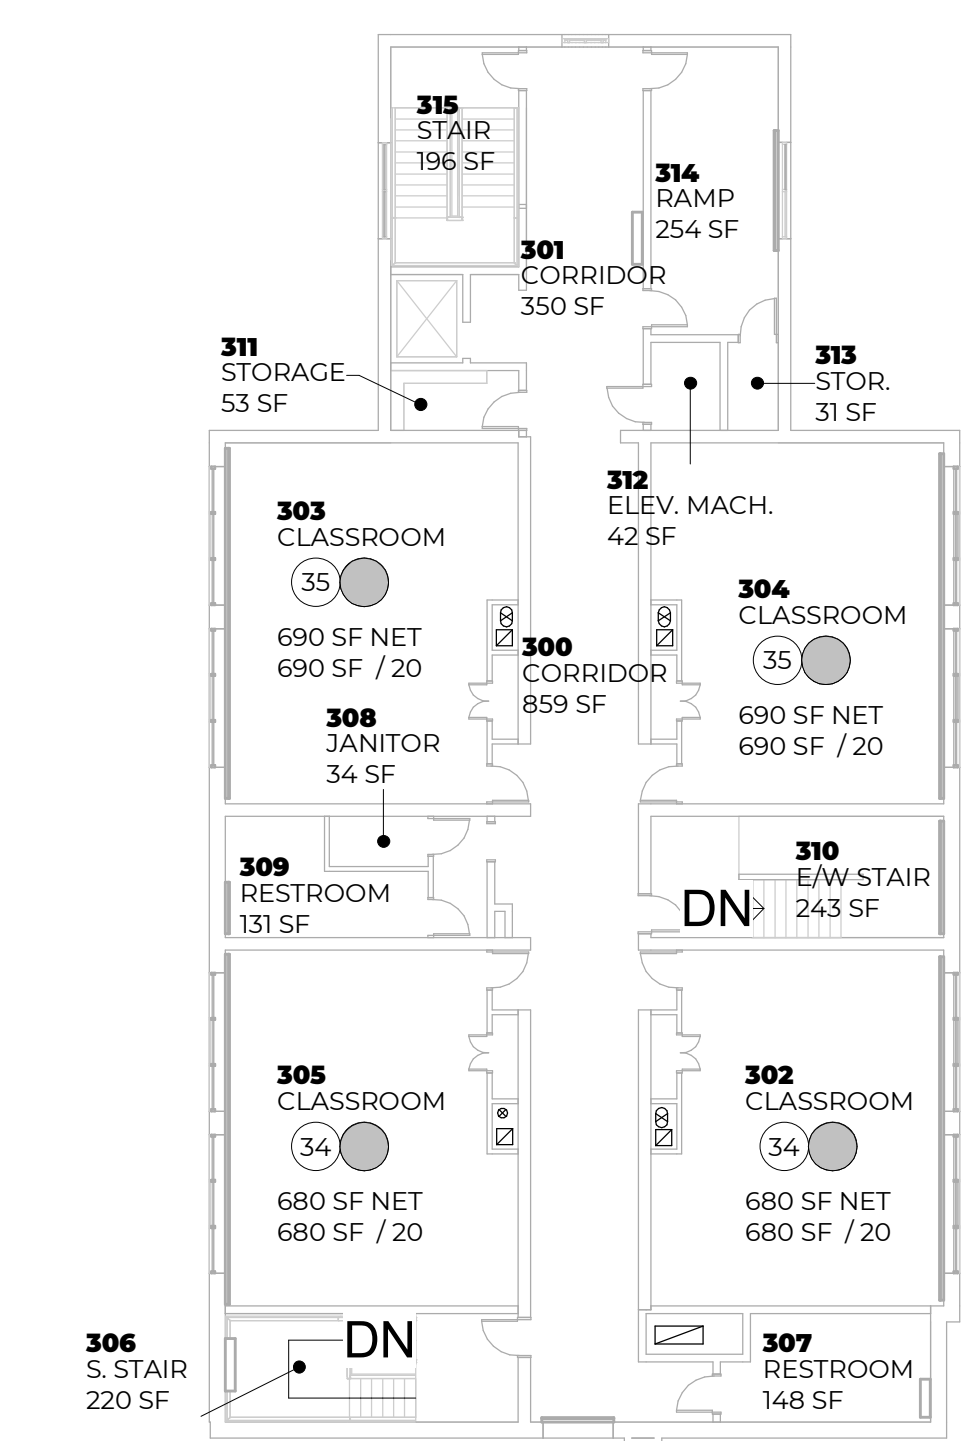 315
STAIR
196 SF
314
RAMP
254 SF
301
CORRIDOR
350 SF
311
STORAGE
53 SF
313
STOR.
31 SF
312
ELEV. MACH.
42 SF
303
CLASSROOM
35
690 SF NET
690 SF / 20
304
CLASSROOM
35
690 SF NET
690 SF / 20
300
CORRIDOR
859 SF
308
JANITOR
34 SF
309
RESTROOM
131 SF
310
E/W STAIR
243 SF
DN
305
CLASSROOM
34
680 SF NET
680 SF / 20
302
CLASSROOM
34
680 SF NET
680 SF / 20
306
S. STAIR
220 SF
DN
307
RESTROOM
148 SF